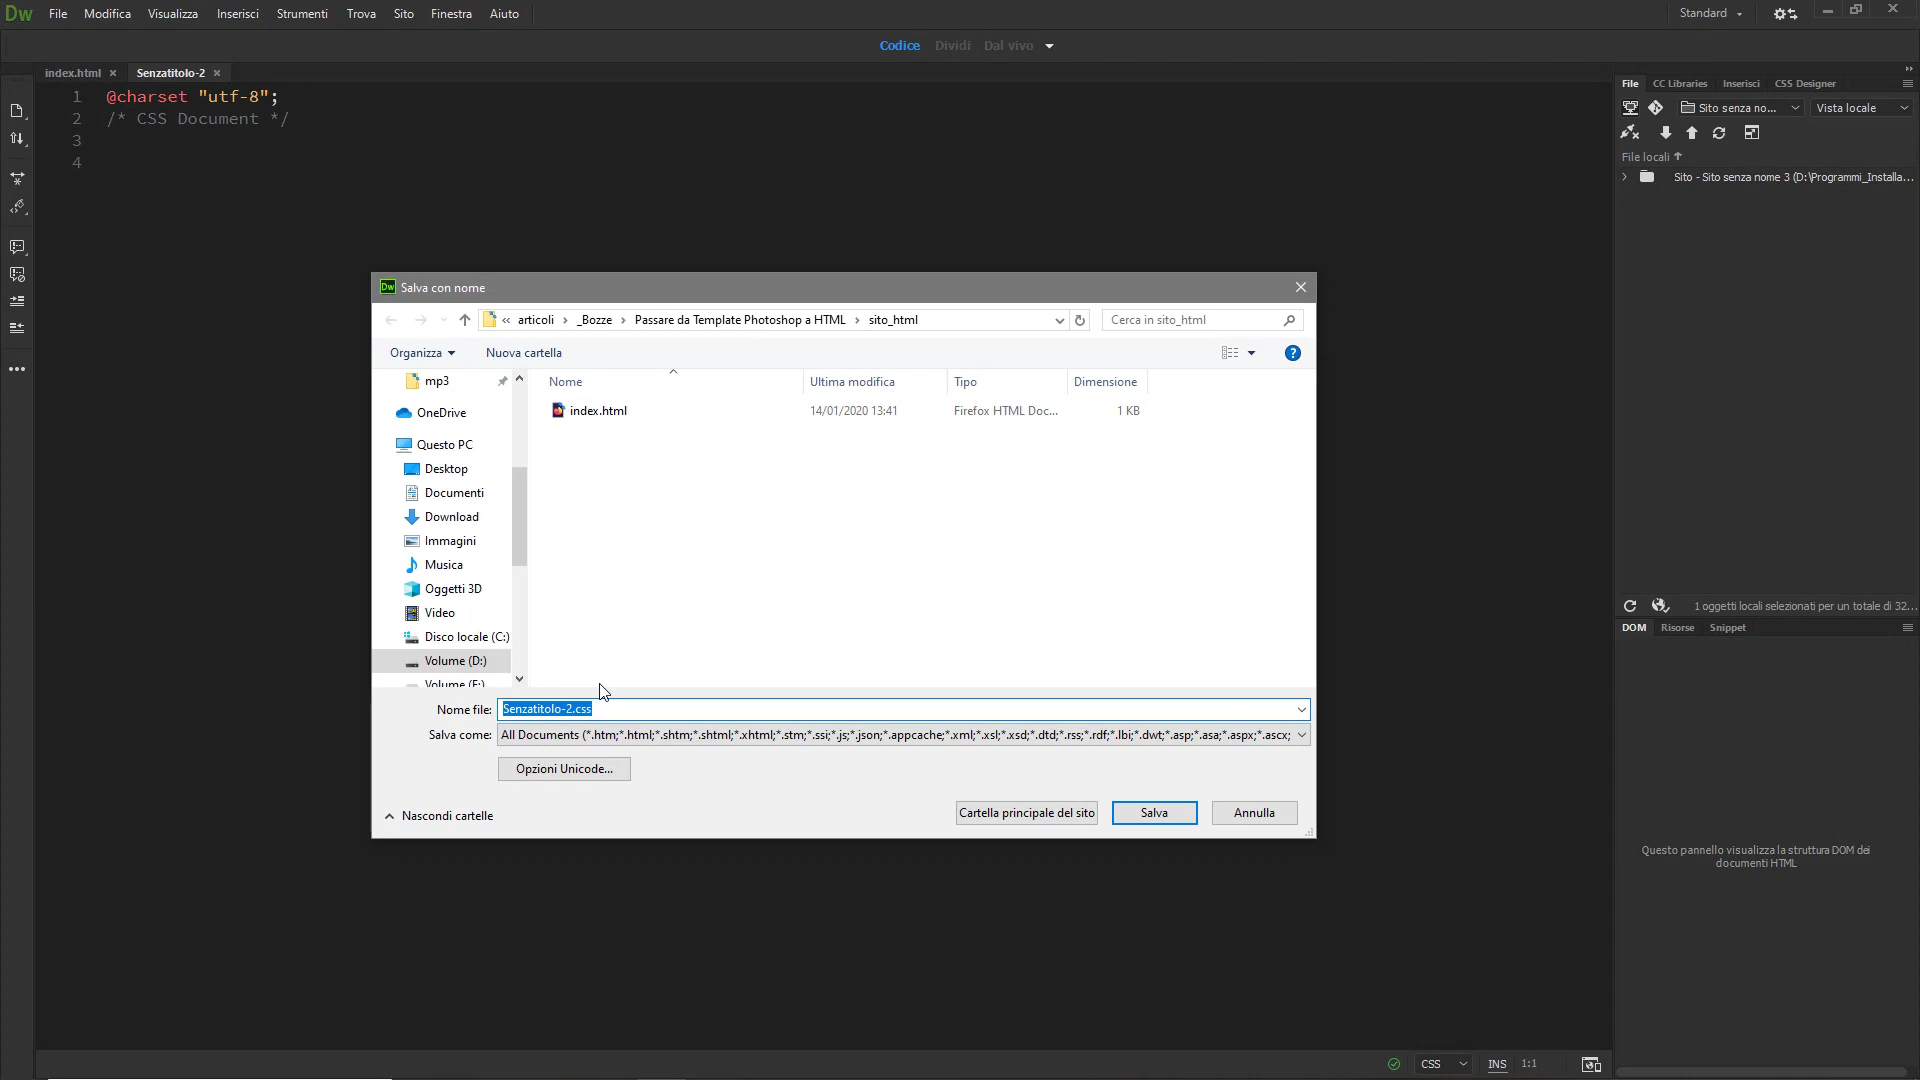 Dw File Modifica Visualizza Inserisci Strumenti Trova Sito Finestra Aiuto
Standard
Codice Dividi Dal vivo
index.html × Senzatitolo-2 ×
1 @charset "utf-8";
2 /* CSS Document */
3
4
File CC Libraries Inserisci CSS Designer
Sito senza no... Vista locale
File locali
Sito - Sito senza nome 3 (D:\Programmi_Installa...
1 oggetti locali selezionati per un totale di 32...
DOM Risorse Snippet
Questo pannello visualizza la struttura DOM dei
documenti HTML
Dw Salva con nome
« articoli › _Bozze › Passare da Template Photoshop a HTML › sito_html
Cerca in sito_html
Organizza Nuova cartella
?
mp3
OneDrive
Questo PC
Desktop
Documenti
Download
Immagini
Musica
Oggetti 3D
Video
Disco locale (C:)
Volume (D:)
Nome Ultima modifica Tipo Dimensione
index.html 14/01/2020 13:41 Firefox HTML Doc... 1 KB
Nome file: Senzatitolo-2.css
Salva come: All Documents (*.htm;*.html;*.shtm;*.shtml;*.xhtml;*.stm;*.ssi;*.js;*.json;*.appcache;*.xml;*.xsl;*.xsd;*.dtd;*.rss;*.rdf;*.lbi;*.dwt;*.asp;*.asa;*.aspx;*.ascx;
Opzioni Unicode...
Nascondi cartelle
Cartella principale del sito Salva Annulla
CSS INS 1:1